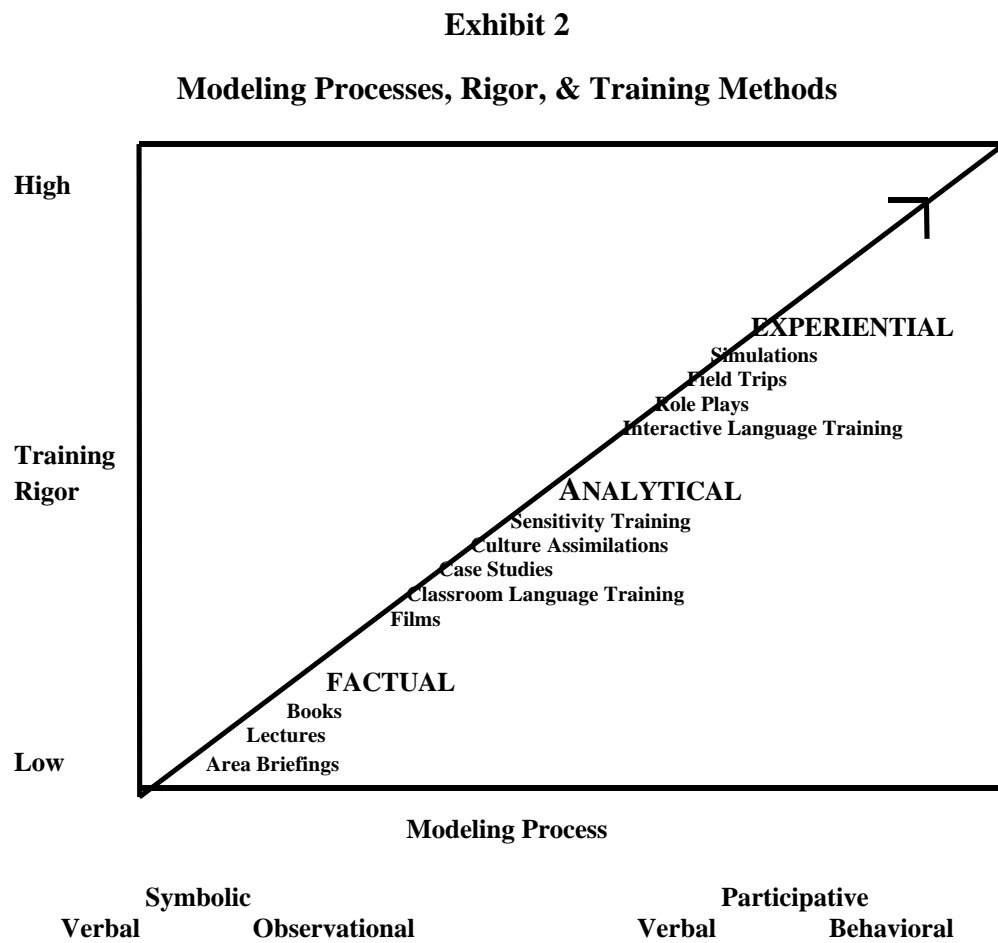 Exhibit 2
Modeling Processes, Rigor, & Training Methods
High
EXPERIENTIAL
Simulations
Field Trips
Role Plays
Interactive Language Training
Training
Rigor
ANALYTICAL
Sensitivity Training
Culture Assimilations
Case Studies
Classroom Language Training
Films
FACTUAL
Books
Lectures
Low
Area Briefings
Modeling Process
Symbolic Participative
Verbal Observational Verbal Behavioral